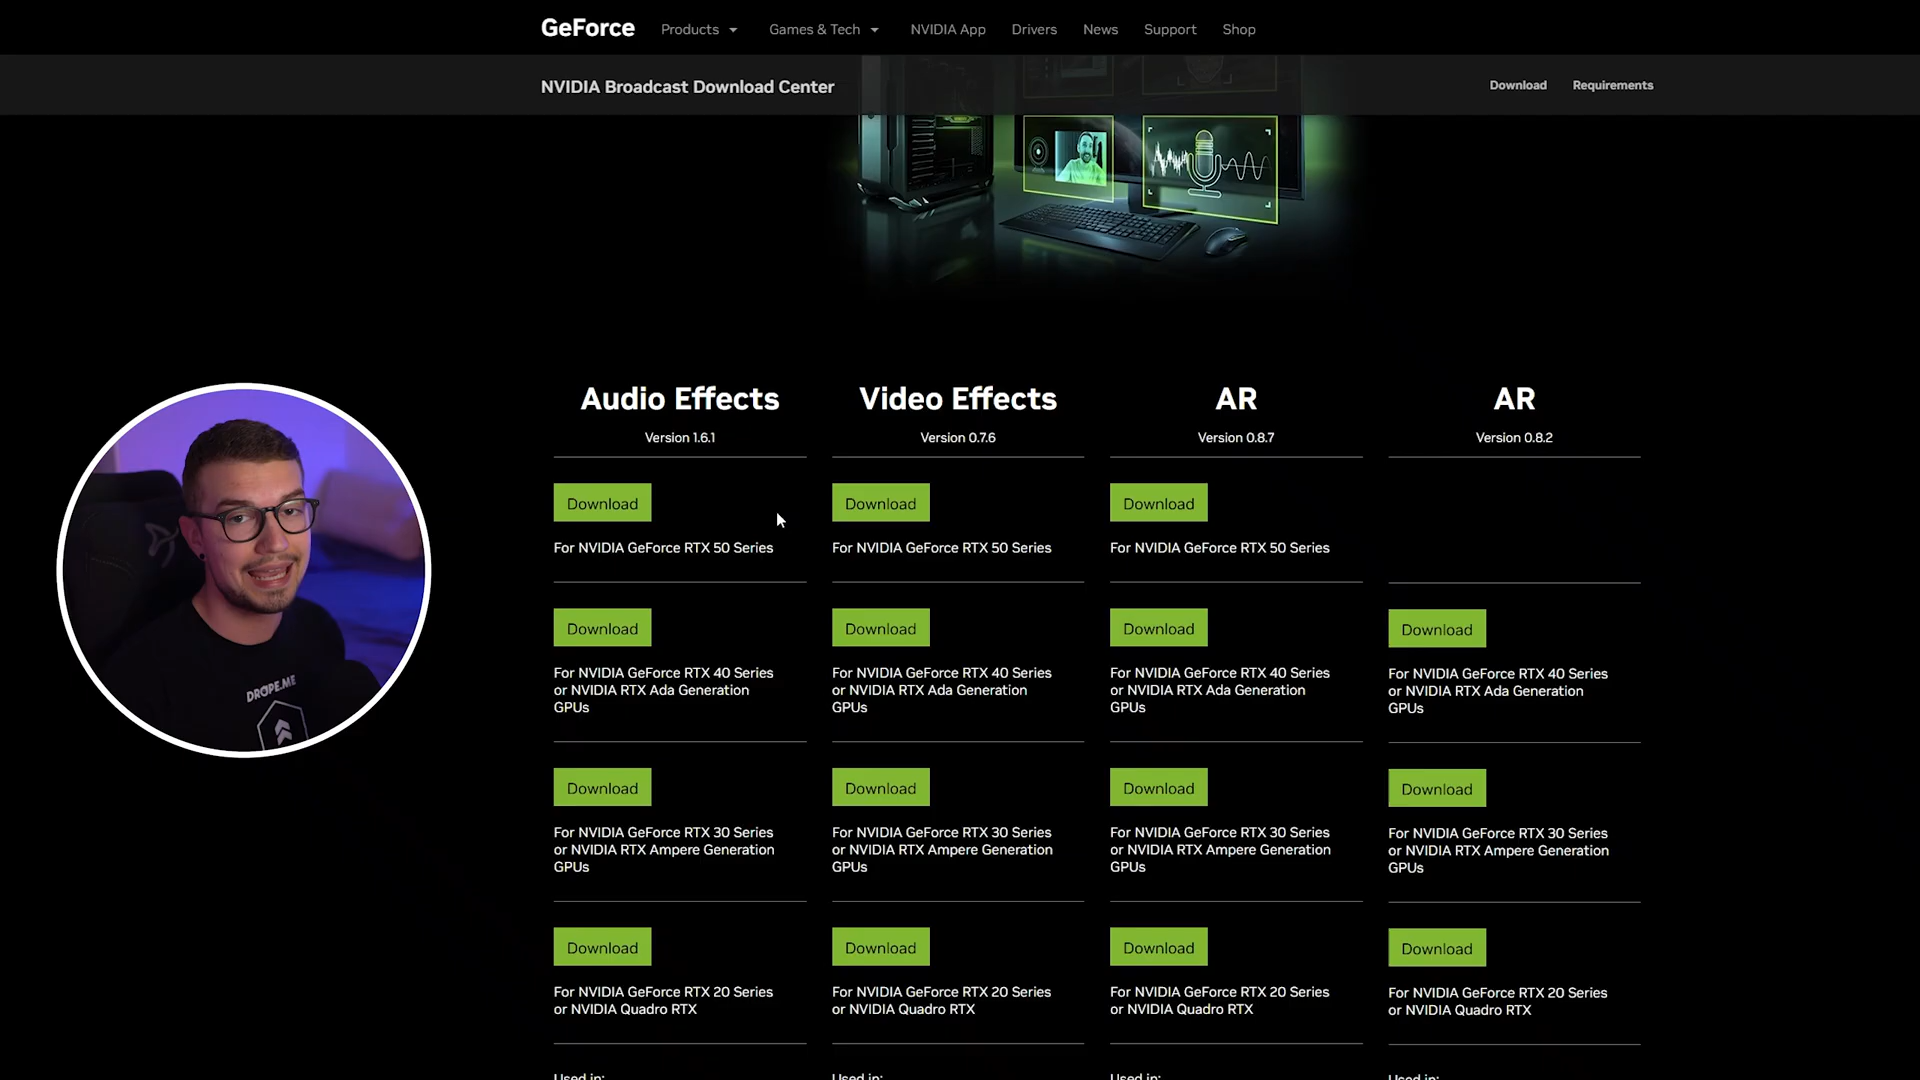 GeForce
Products
Games & Tech
NVIDIA App
Drivers
News
Support
Shop
NVIDIA Broadcast Download Center
Download
Requirements
Audio Effects
Version 1.6.1
Download
For NVIDIA GeForce RTX 50 Series
Download
For NVIDIA GeForce RTX 40 Series
or NVIDIA RTX Ada Generation
GPUs
Download
For NVIDIA GeForce RTX 30 Series
or NVIDIA RTX Ampere Generation
GPUs
Download
For NVIDIA GeForce RTX 20 Series
or NVIDIA Quadro RTX
Used in:
Video Effects
Version 0.7.6
Download
For NVIDIA GeForce RTX 50 Series
Download
For NVIDIA GeForce RTX 40 Series
or NVIDIA RTX Ada Generation
GPUs
Download
For NVIDIA GeForce RTX 30 Series
or NVIDIA RTX Ampere Generation
GPUs
Download
For NVIDIA GeForce RTX 20 Series
or NVIDIA Quadro RTX
Used in:
AR
Version 0.8.7
Download
For NVIDIA GeForce RTX 50 Series
Download
For NVIDIA GeForce RTX 40 Series
or NVIDIA RTX Ada Generation
GPUs
Download
For NVIDIA GeForce RTX 30 Series
or NVIDIA RTX Ampere Generation
GPUs
Download
For NVIDIA GeForce RTX 20 Series
or NVIDIA Quadro RTX
Used in:
AR
Version 0.8.2
Download
For NVIDIA GeForce RTX 40 Series
or NVIDIA RTX Ada Generation
GPUs
Download
For NVIDIA GeForce RTX 30 Series
or NVIDIA RTX Ampere Generation
GPUs
Download
For NVIDIA GeForce RTX 20 Series
or NVIDIA Quadro RTX
Used in:
DROPE.ME